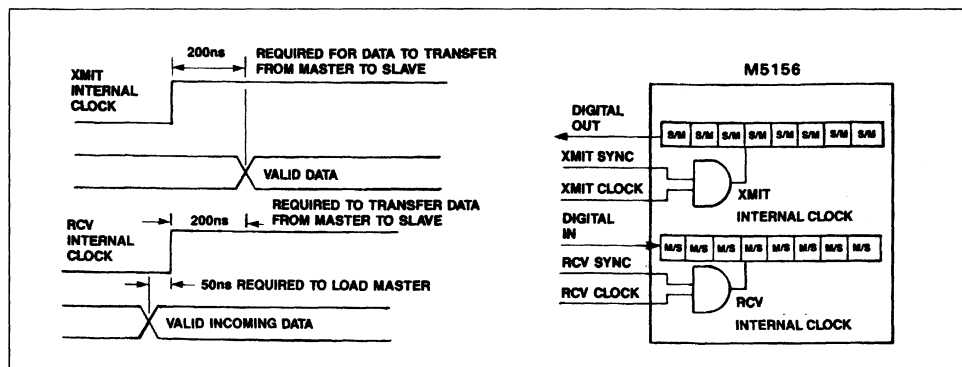 200ns
REQUIRED FOR DATA TO TRANSFER
FROM MASTER TO SLAVE
XMIT
INTERNAL
CLOCK
VALID DATA
REQUIRED TO TRANSFER DATA
FROM MASTER TO SLAVE
RCV
INTERNAL
CLOCK
200ns
50ns REQUIRED TO LOAD MASTER
VALID INCOMING DATA
M5156
DIGITAL
OUT
S/M S/M S/M S/M S/M S/M S/M S/M
XMIT SYNC
XMIT CLOCK
XMIT
INTERNAL CLOCK
DIGITAL
IN
M/S M/S M/S M/S M/S M/S M/S M/S
RCV SYNC
RCV CLOCK
RCV
INTERNAL CLOCK